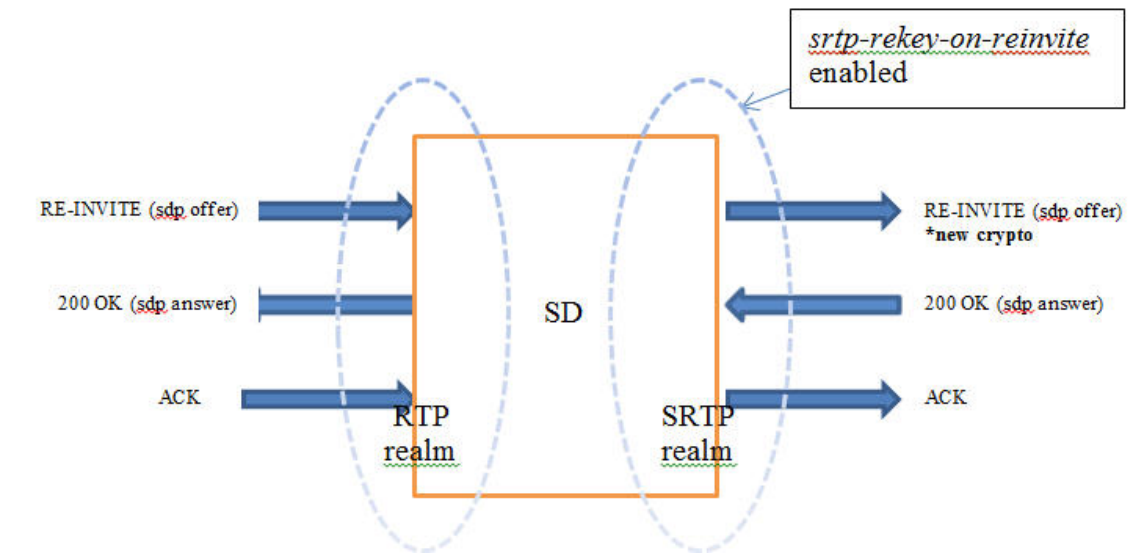 srtp-rekey-on-reinvite
enabled
RE-INVITE (sdp offer)
RE-INVITE (sdp offer)
*new crypto
200 OK (sdp answer)
SD
200 OK (sdp answer)
ACK
ACK
RTP
realm
SRTP
realm